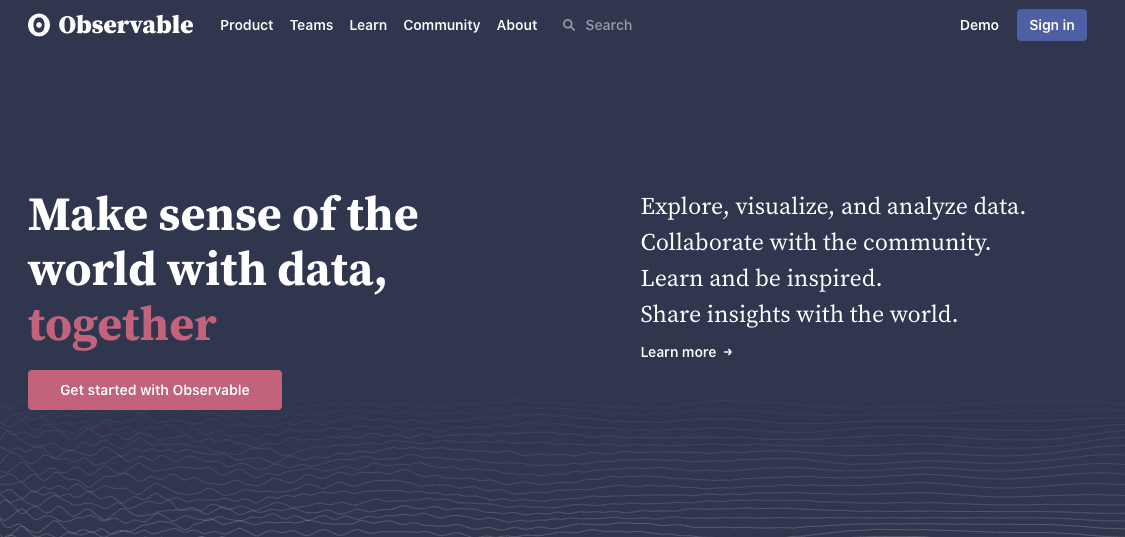 Observable Product Teams Learn Community About Search Demo Sign in
Make sense of the
world with data,
together
Get started with Observable
Explore, visualize, and analyze data.
Collaborate with the community.
Learn and be inspired.
Share insights with the world.
Learn more →